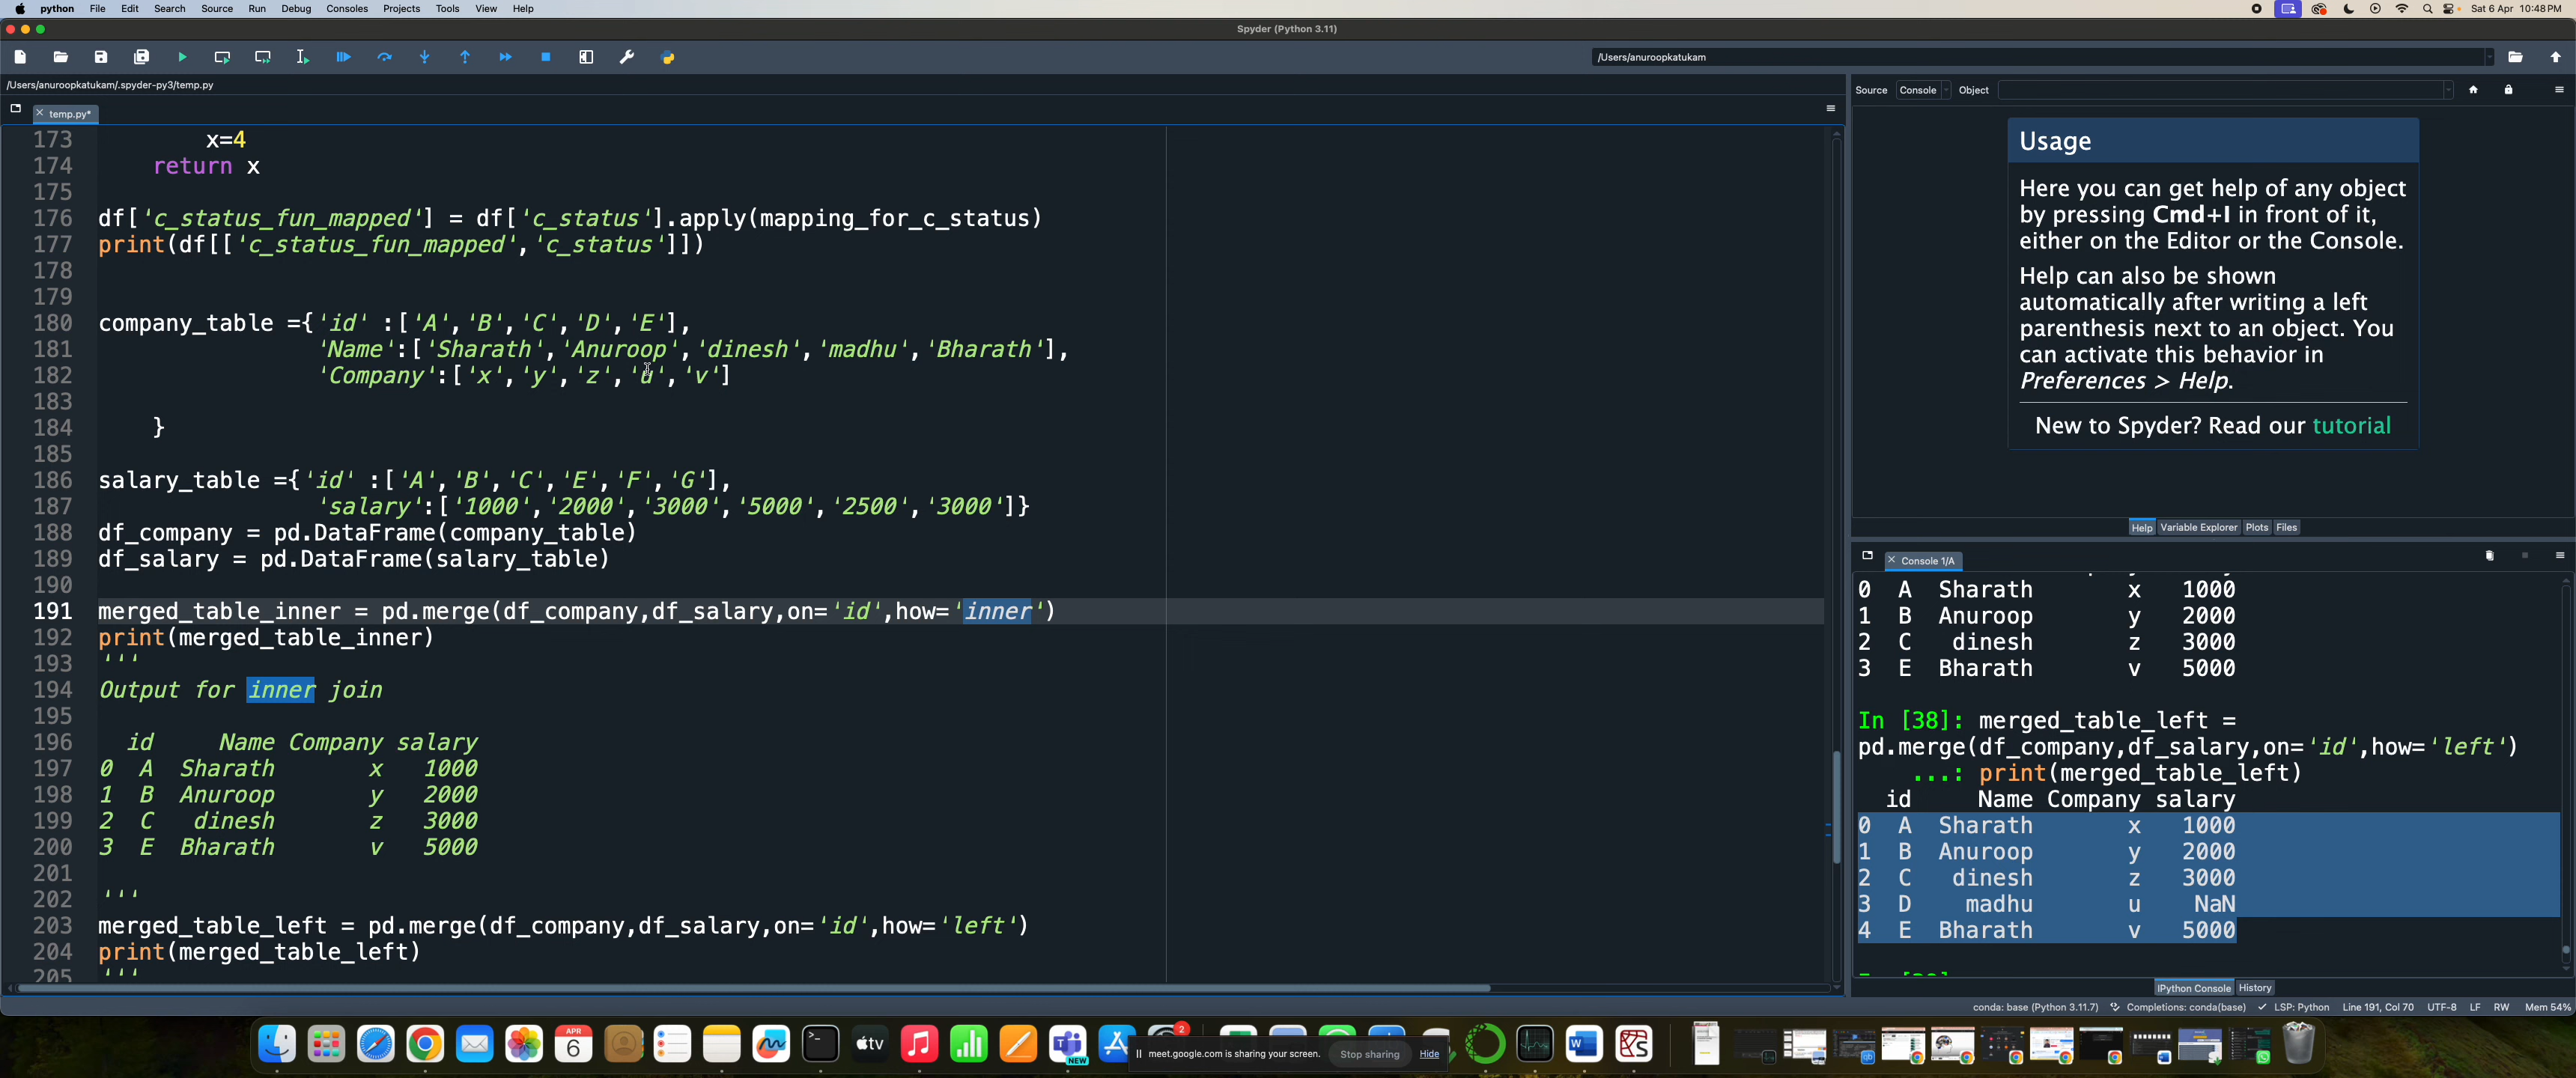 python File Edit Search Source Run Debug Consoles Projects Tools View Help
Sat 6 Apr 10:48 PM
Spyder (Python 3.11)
/Users/anuroopkatukam
/Users/anuroopkatukam/.spyder-py3/temp.py
temp.py*
173 x=4
174 return x
175
176 df['c_status_fun_mapped'] = df['c_status'].apply(mapping_for_c_status)
177 print(df[['c_status_fun_mapped','c_status']])
178
179
180 company_table ={'id' :['A','B','C','D','E'],
181 'Name':['Sharath','Anuroop','dinesh','madhu','Bharath'],
182 'Company':['x','y','z','u','v']
183
184 }
185
186 salary_table ={'id' :['A','B','C','E','F','G'],
187 'salary':['1000','2000','3000','5000','2500','3000']}
188 df_company = pd.DataFrame(company_table)
189 df_salary = pd.DataFrame(salary_table)
190
191 merged_table_inner = pd.merge(df_company,df_salary,on='id',how='inner')
192 print(merged_table_inner)
193 '''
194 Output for inner join
195
196 id Name Company salary
197 0 A Sharath x 1000
198 1 B Anuroop y 2000
199 2 C dinesh z 3000
200 3 E Bharath v 5000
201
202 '''
203 merged_table_left = pd.merge(df_company,df_salary,on='id',how='left')
204 print(merged_table_left)
205 '''
Source Console Object
Usage
Here you can get help of any object
by pressing Cmd+I in front of it,
either on the Editor or the Console.
Help can also be shown
automatically after writing a left
parenthesis next to an object. You
can activate this behavior in
Preferences > Help.
New to Spyder? Read our tutorial
Help Variable Explorer Plots Files
Console 1/A
0 A Sharath x 1000
1 B Anuroop y 2000
2 C dinesh z 3000
3 E Bharath v 5000
In [38]: merged_table_left =
pd.merge(df_company,df_salary,on='id',how='left')
...: print(merged_table_left)
id Name Company salary
0 A Sharath x 1000
1 B Anuroop y 2000
2 C dinesh z 3000
3 D madhu u NaN
4 E Bharath v 5000
IPython Console History
conda: base (Python 3.11.7) Completions: conda(base) LSP: Python Line 191, Col 70 UTF-8 LF RW Mem 54%
APR
6
tv
NEW
2
meet.google.com is sharing your screen. Stop sharing Hide